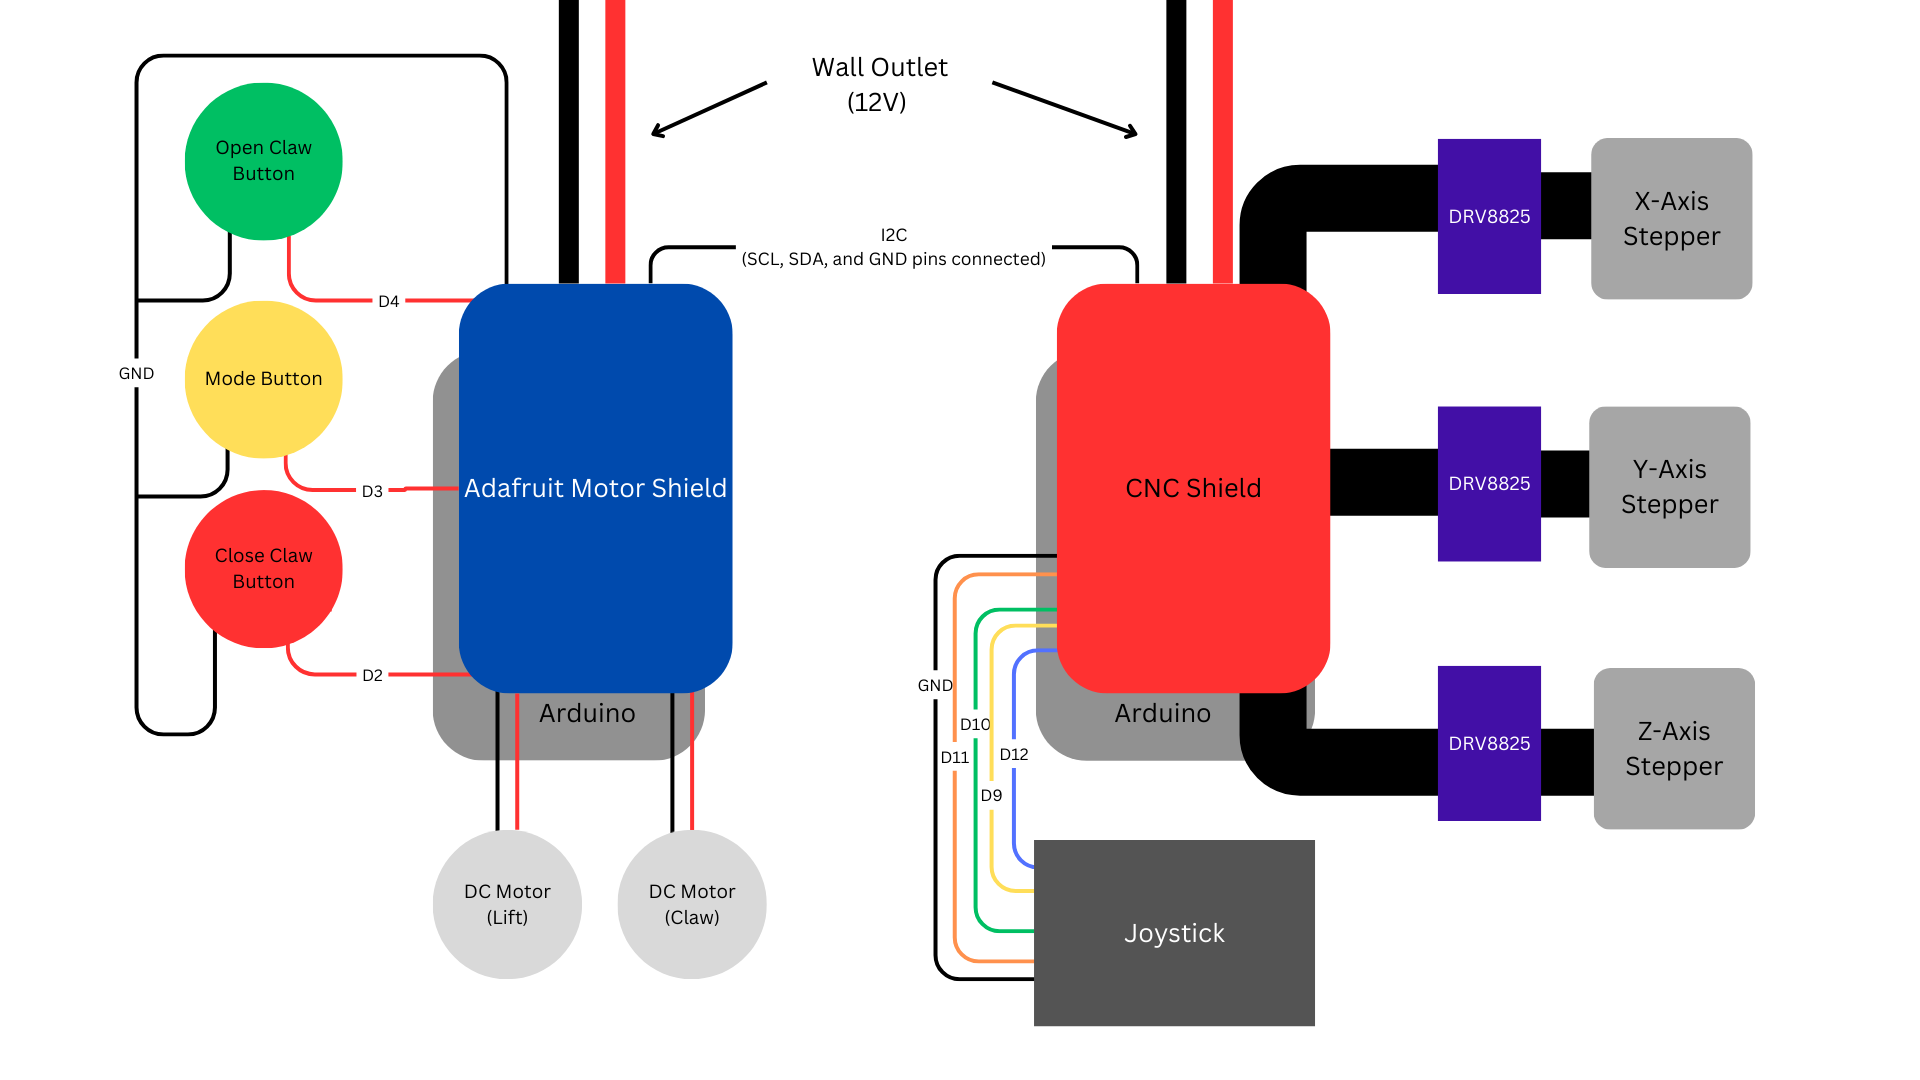 Wall Outlet
(12V)
Open Claw
Button
I2C
(SCL, SDA, and GND pins connected)
D4
GND
Mode Button
D3
Close Claw
Button
D2
Adafruit Motor Shield
Arduino
DC Motor
(Lift)
DC Motor
(Claw)
CNC Shield
Arduino
GND
D10
D11
D12
D9
Joystick
DRV8825
X-Axis
Stepper
DRV8825
Y-Axis
Stepper
DRV8825
Z-Axis
Stepper